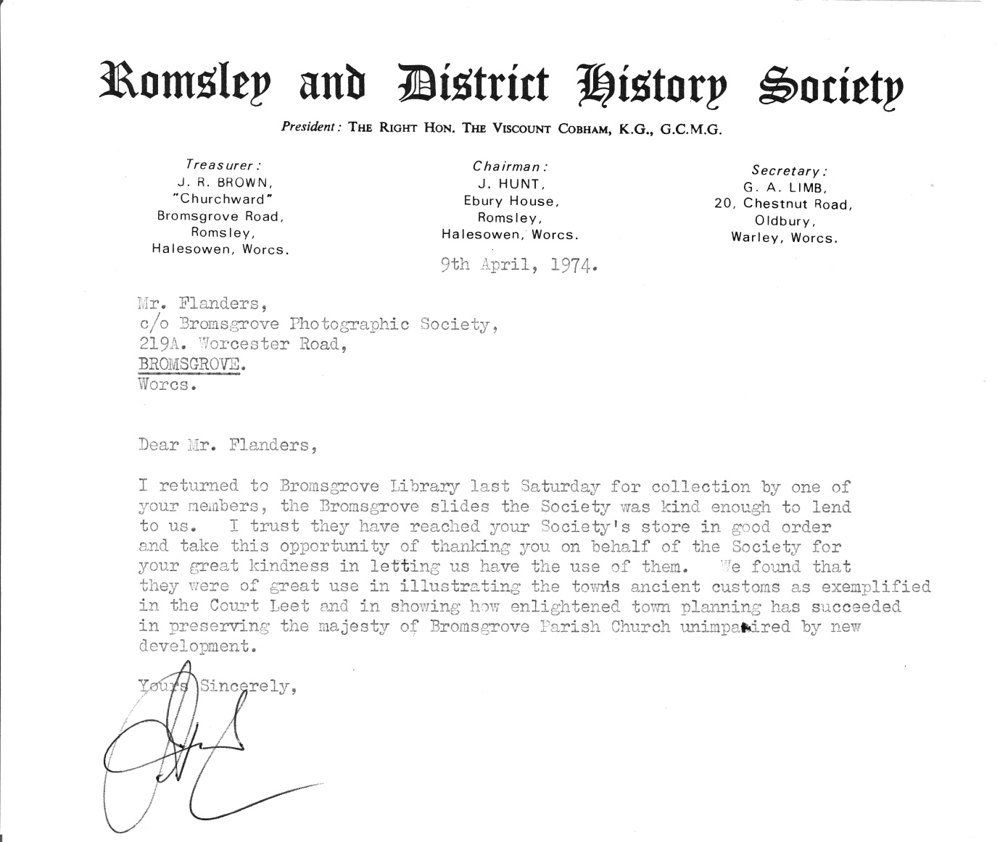 Romsley and District History Society
President: THE RIGHT HON. THE VISCOUNT COBHAM, K.G., G.C.M.G.
Treasurer:
J. R. BROWN,
"Churchward"
Bromsgrove Road,
Romsley,
Halesowen, Worcs.
Chairman:
J. HUNT,
Ebury House,
Romsley,
Halesowen, Worcs.
Secretary:
G. A. LIMB,
20, Chestnut Road,
Oldbury,
Warley, Worcs.
9th April, 1974.
Mr. Flanders,
c/o Bromsgrove Photographic Society,
219A. Worcester Road,
BROMSGROVE.
Worcs.
Dear Mr. Flanders,
I returned to Bromsgrove Library last Saturday for collection by one of
your members, the Bromsgrove slides the Society was kind enough to lend
to us. I trust they have reached your Society's store in good order
and take this opportunity of thanking you on behalf of the Society for
your great kindness in letting us have the use of them. We found that
they were of great use in illustrating the towns ancient customs as exemplified
in the Court Leet and in showing how enlightened town planning has succeeded
in preserving the majesty of Bromsgrove Parish Church unimpaired by new
development.
Yours Sincerely,